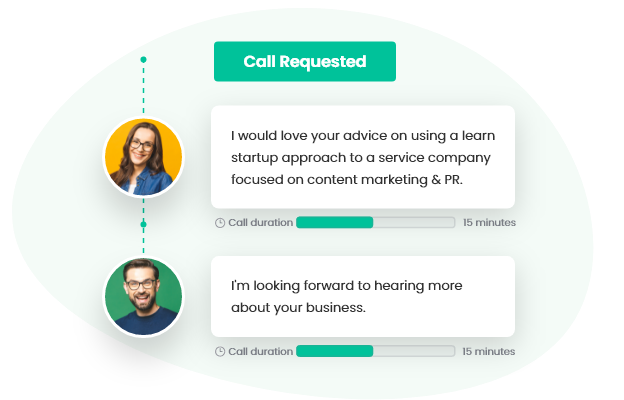 Call Requested
I would love your advice on using a learn
startup approach to a service company
focused on content marketing & PR.
Call duration 15 minutes
I'm looking forward to hearing more
about your business.
Call duration 15 minutes